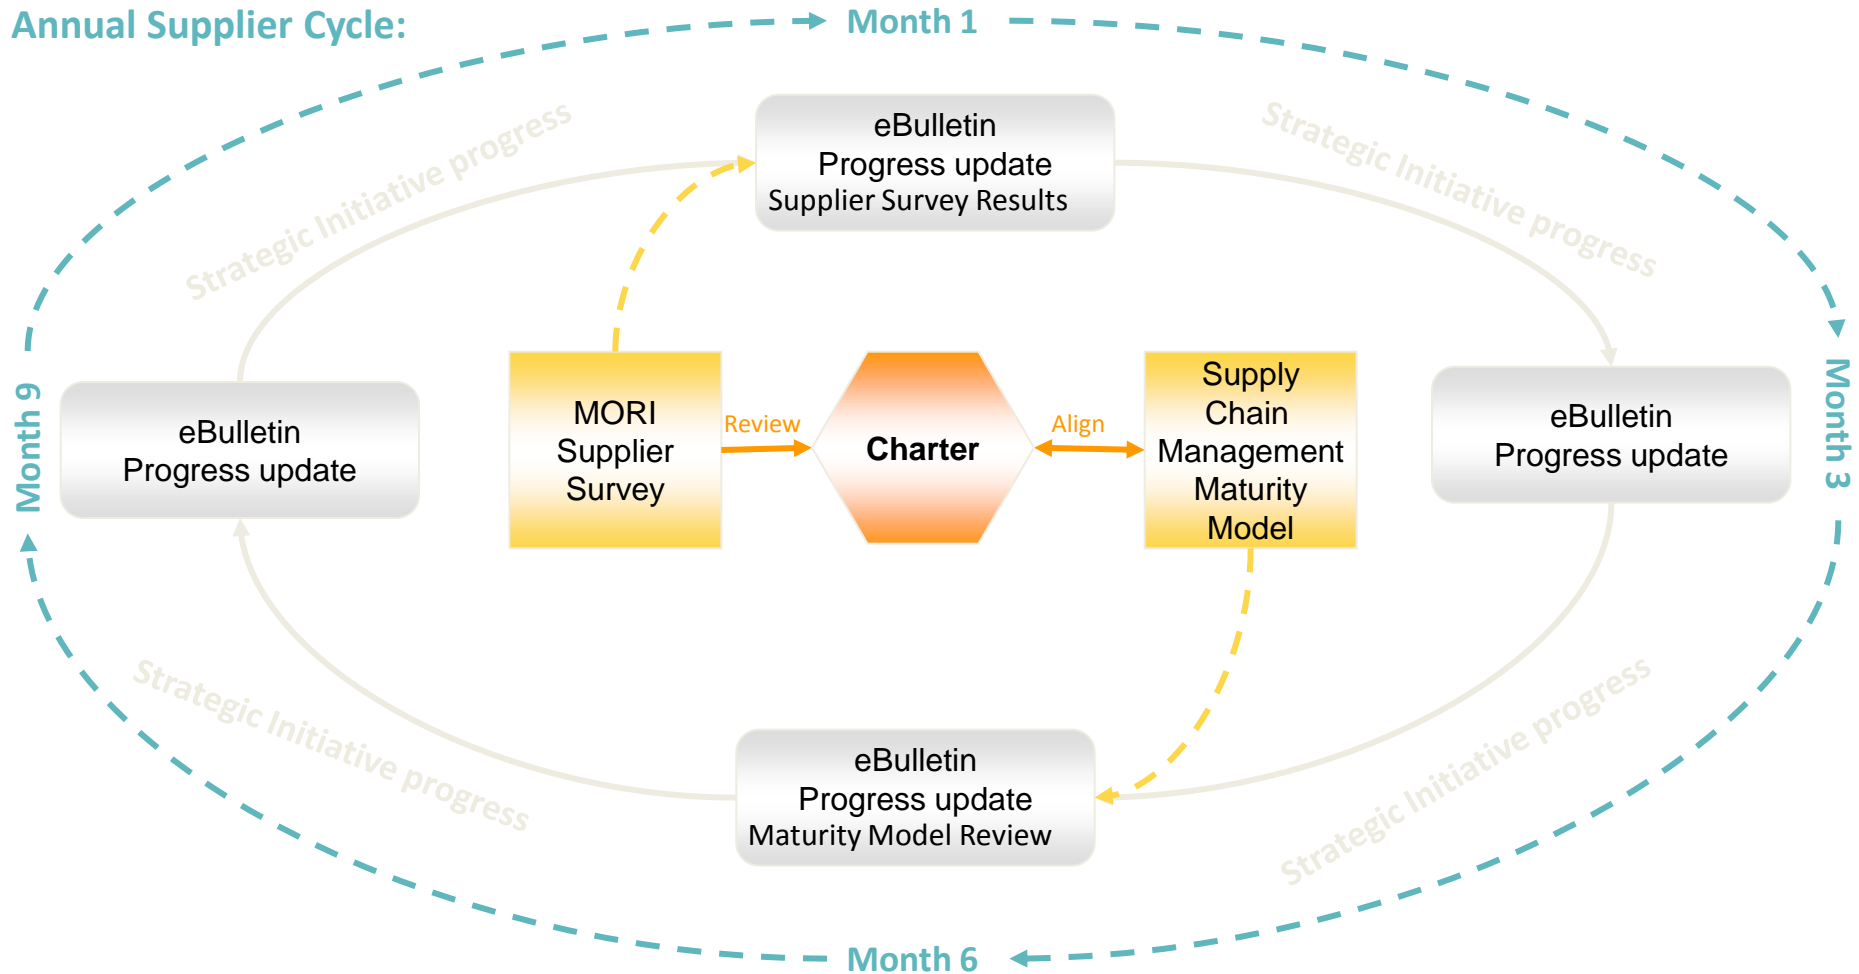 Annual Supplier Cycle:
Month 1
eBulletin
Progress update
Supplier Survey Results
Strategic Initiative progress
Strategic Initiative progress
Month 9
eBulletin
Progress update
MORI
Supplier
Survey
Review
Charter
Align
Supply
Chain
Management
Maturity
Model
eBulletin
Progress update
Month 3
Strategic Initiative progress
Strategic Initiative progress
eBulletin
Progress update
Maturity Model Review
Month 6